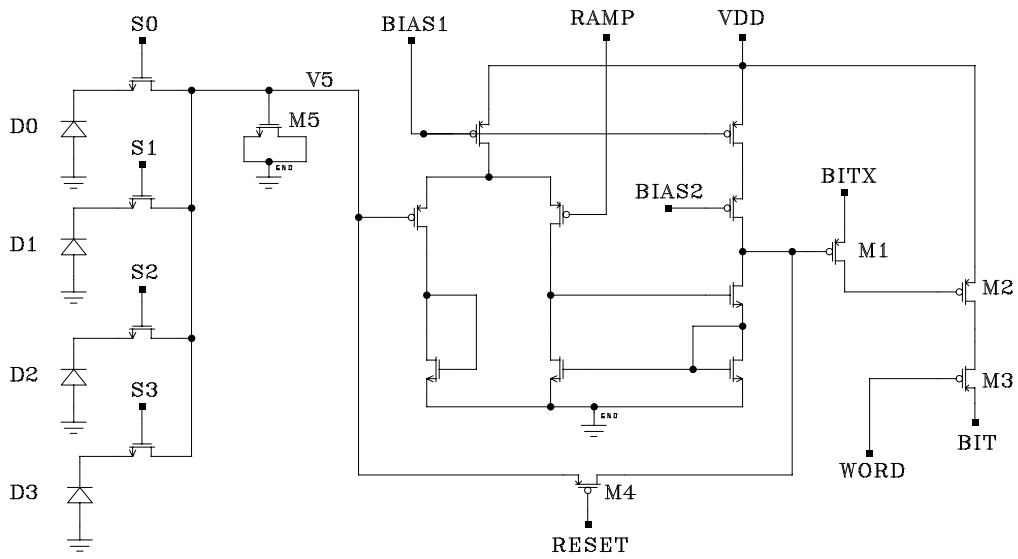 S0
BIAS1
RAMP
VDD
V5
D0
M5
GND
S1
BITX
BIAS2
D1
M1
S2
M2
D2
M3
S3
GND
BIT
WORD
D3
M4
RESET